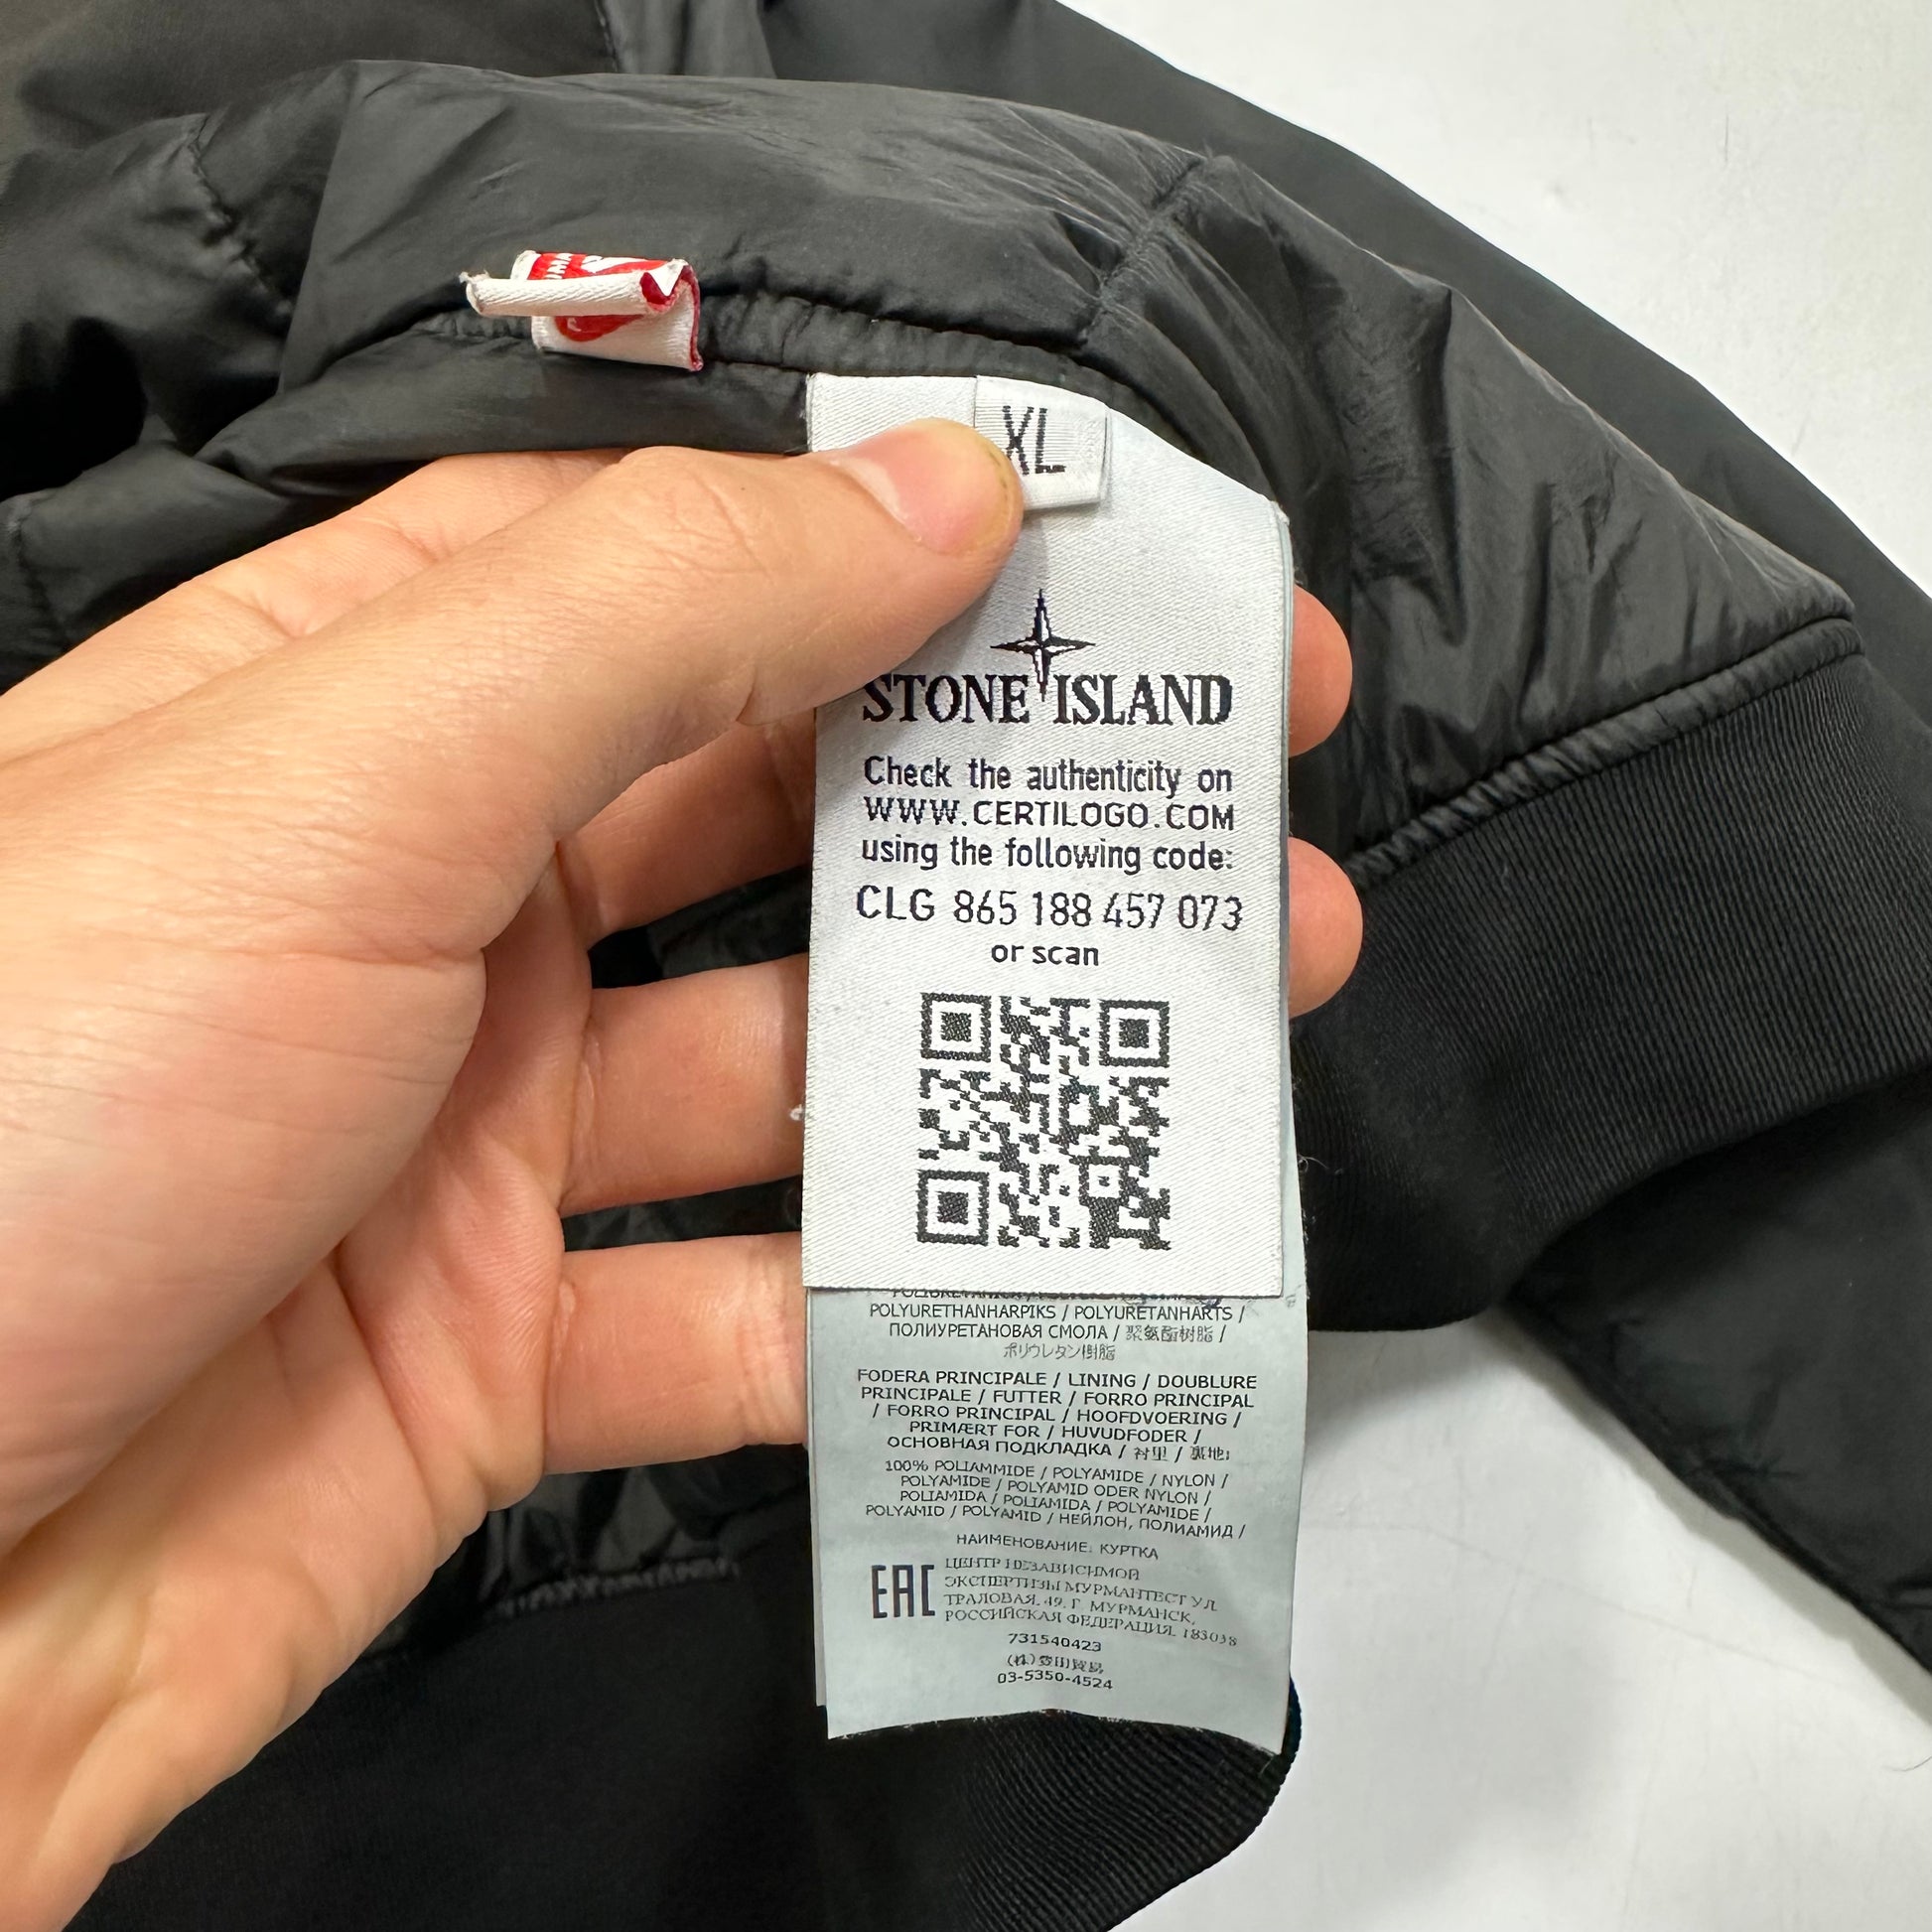 XL
STONE ISLAND
Check the authenticity on
WWW.CERTILOGO.COM
using the following code:
CLG 865 188 457 073
or scan
POLYURETHANHARPIKS / POLYURETANHARTS /
ПОЛИУРЕТАНОВАЯ СМОЛА / 聚氨酯树脂 /
ポリウレタン樹脂
FODERA PRINCIPALE / LINING / DOUBLURE
PRINCIPALE / FUTTER / FORRO PRINCIPAL
/ FORRO PRINCIPAL / HOOFDVOERING /
PRIMÆRT FOR / HUVUDFODER /
ОСНОВНАЯ ПОДКЛАДКА / 衬里 / 裏地:
100% POLIAMMIDE / POLYAMIDE / NYLON /
POLYAMIDE / POLYAMID ODER NYLON /
POLIAMIDA / POLIAMIDA / POLYAMIDE /
POLYAMID / POLYAMID / НЕЙЛОН, ПОЛИАМИД /
НАИМЕНОВАНИЕ: КУРТКА
EAC
ЦЕНТР НЕЗАВИСИМОЙ
ЭКСПЕРТИЗЫ МУРМАНТЕСТ УЛ.
ТРАЛОВАЯ, 49, Г. МУРМАНСК,
РОССИЙСКАЯ ФЕДЕРАЦИЯ, 183038
731540423
03-5350-4524